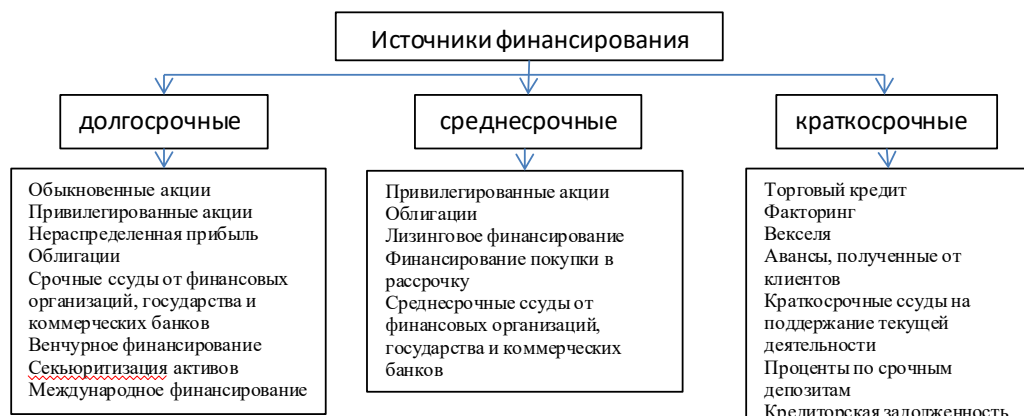 Источники финансирования
долгосрочные
среднесрочные
краткосрочные
Обыкновенные акции
Привилегированные акции
Нераспределенная прибыль
Облигации
Срочные ссуды от финансовых
организаций, государства и
коммерческих банков
Венчурное финансирование
Секьюритизация активов
Международное финансирование
Привилегированные акции
Облигации
Лизинговое финансирование
Финансирование покупки в
рассрочку
Среднесрочные ссуды от
финансовых организаций,
государства и коммерческих
банков
Торговый кредит
Факторинг
Векселя
Авансы, полученные от
клиентов
Краткосрочные ссуды на
поддержание текущей
деятельности
Проценты по срочным
депозитам
Кредиторская задолженность